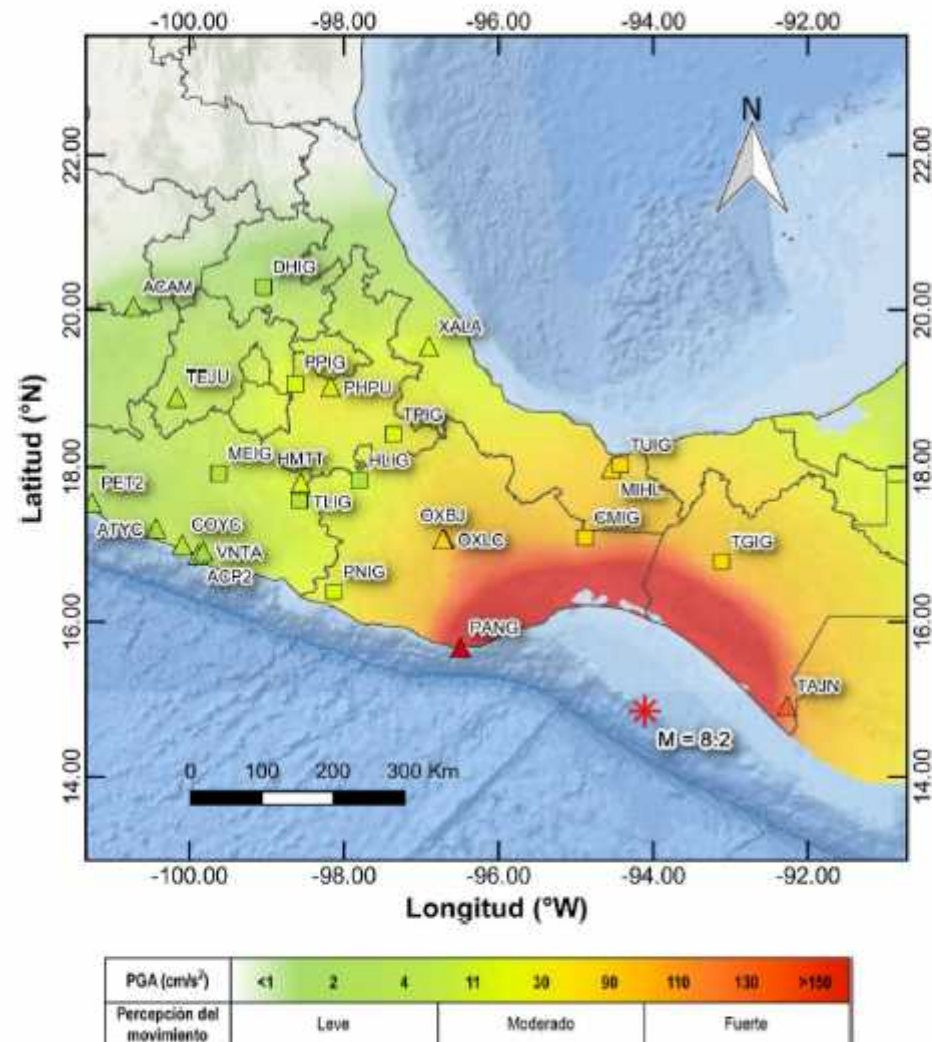 -100.00 -98.00 -96.00 -94.00 -92.00
22.00 22.00
N
DHIG
ACAM
20.00 20.00
XALA
PPIG
TEJU
PHPU
TPIG
MEIG HMTT HLIG TUIG
18.00 18.00
PET2 MIHL
TLIG
ATYC COYC OXBJ CMIG
OXLC TGIG
VNTA
ACP2
PNIG
16.00 16.00
PANG
TAJN
M = 8.2
0 100 200 300 Km
14.00 14.00
-100.00 -98.00 -96.00 -94.00 -92.00
Latitud (°N)
Longitud (°W)
PGA (cm/s²) <1 2 4 11 30 90 110 130 >150
Percepción del
movimiento Leve Moderado Fuerte